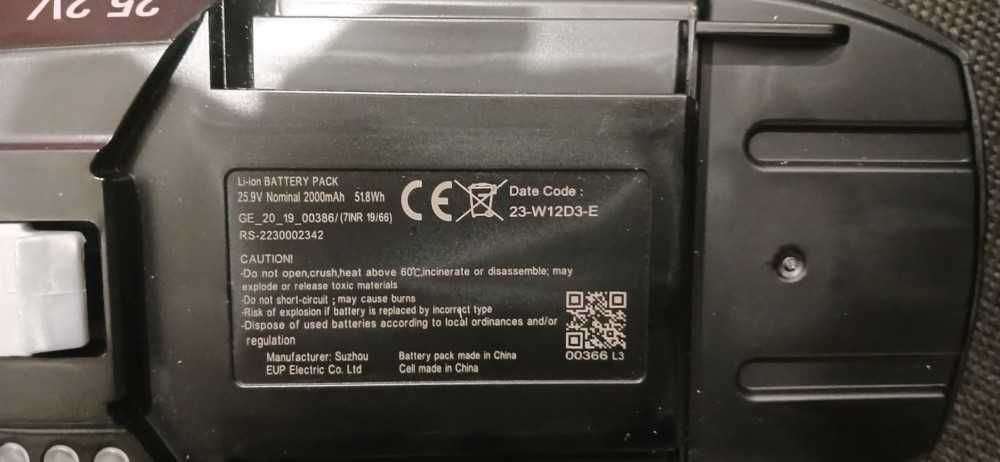 25.2V
Li-ion BATTERY PACK
25.9V Nominal 2000mAh 51.8Wh
GE_20_19_00386/(7INR 19/66)
RS-2230002342
CE
Date Code :
23-W12D3-E
CAUTION!
-Do not open,crush,heat above 60℃,incinerate or disassemble; may
explode or release toxic materials
-Do not short-circuit ; may cause burns
-Risk of explosion if battery is replaced by incorrect type
-Dispose of used batteries according to local ordinances and/or
regulation
Manufacturer: Suzhou
EUP Electric Co. Ltd
Battery pack made in China
Cell made in China
00366 L3